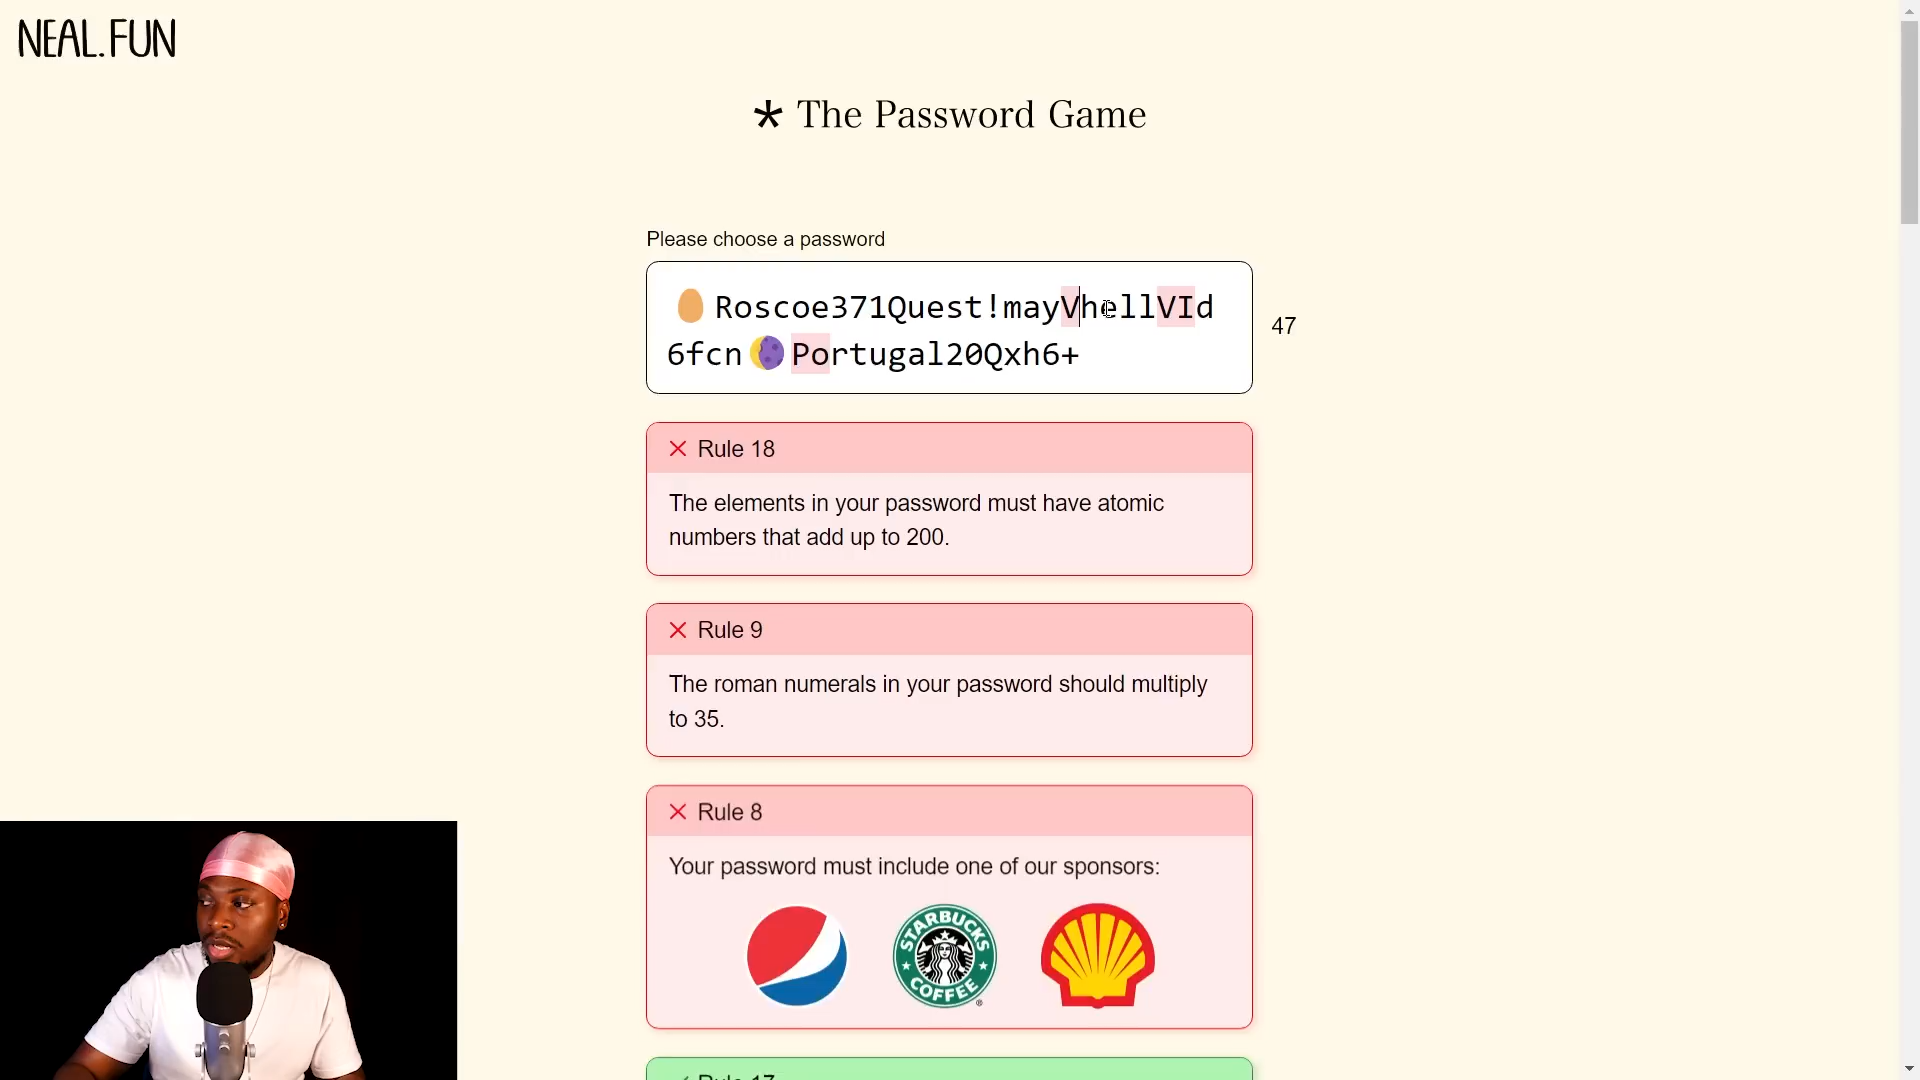 NEAL.FUN
* The Password Game
Please choose a password
🥚Roscoe371Quest!mayVhellVId
6fcn🌖Portugal20Qxh6+
47
Rule 18
The elements in your password must have atomic
numbers that add up to 200.
Rule 9
The roman numerals in your password should multiply
to 35.
Rule 8
Your password must include one of our sponsors:
STARBUCKS
COFFEE
Rule 17